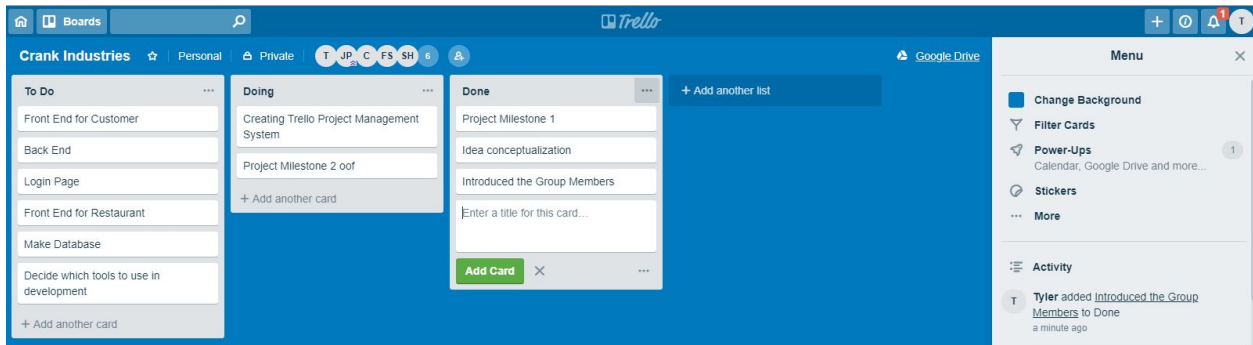 Boards
Trello
+
1
T
Crank Industries
Personal
Private
T JP C FS SH 6
Google Drive
To Do
...
Front End for Customer
Back End
Login Page
Front End for Restaurant
Make Database
Decide which tools to use in
development
+ Add another card
Doing
...
Creating Trello Project Management
System
Project Milestone 2 oof
+ Add another card
Done
...
Project Milestone 1
Idea conceptualization
Introduced the Group Members
Enter a title for this card...
Add Card
...
+ Add another list
Menu
Change Background
Filter Cards
Power-Ups
1
Calendar, Google Drive and more...
Stickers
... More
Activity
T
Tyler added Introduced the Group
Members to Done
a minute ago